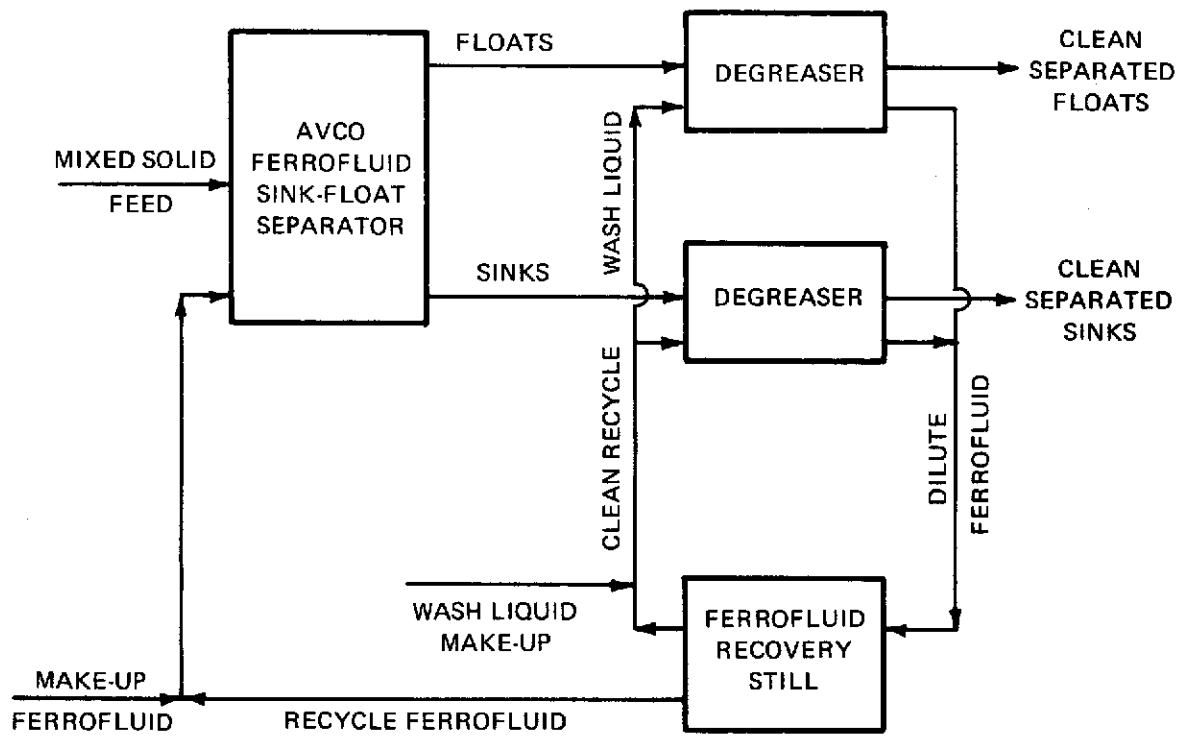 FLOATS
DEGREASER
CLEAN
SEPARATED
FLOATS
AVCO
FERROFLUID
SINK-FLOAT
SEPARATOR
MIXED SOLID
FEED
WASH LIQUID
SINKS
DEGREASER
CLEAN
SEPARATED
SINKS
CLEAN RECYCLE
DILUTE
FERROFLUID
WASH LIQUID
MAKE-UP
FERROFLUID
RECOVERY
STILL
MAKE-UP
FERROFLUID
RECYCLE FERROFLUID